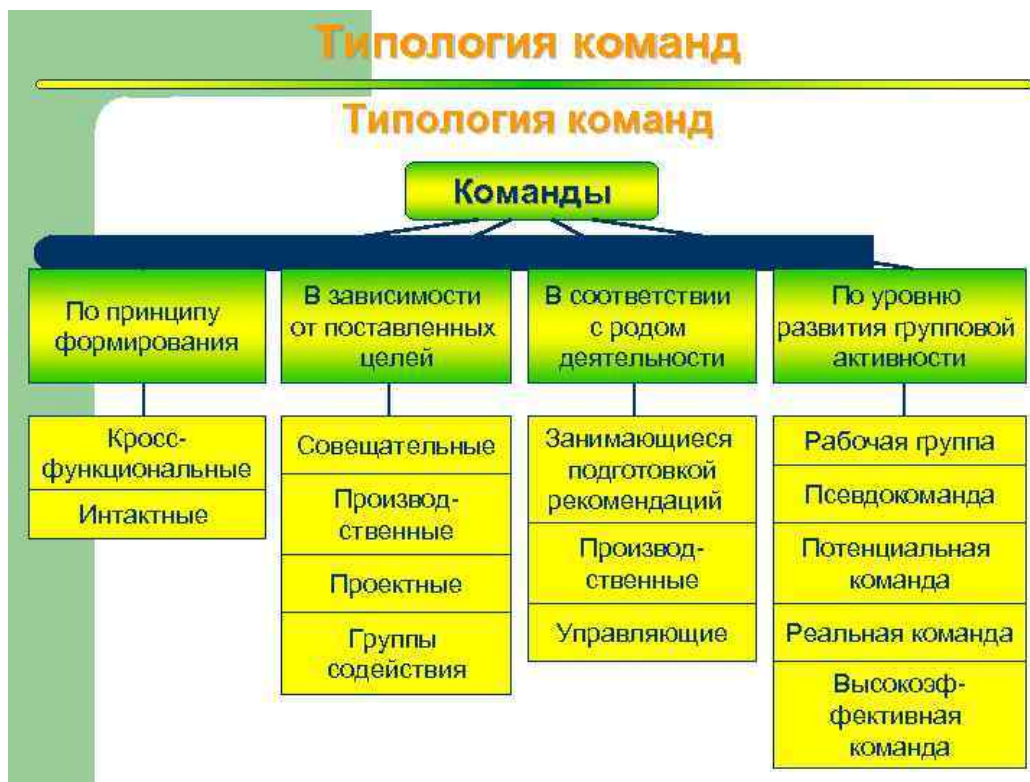 Типология команд
Типология команд
Команды
По принципу
формирования
В зависимости
от поставленных
целей
В соответствии
с родом
деятельности
По уровню
развития групповой
активности
Кросс-
функциональные
Интактные
Совещательные
Производ-
ственные
Проектные
Группы
содействия
Занимающиеся
подготовкой
рекомендаций
Производ-
ственные
Управляющие
Рабочая группа
Псевдокоманда
Потенциальная
команда
Реальная команда
Высокоэф-
фективная
команда